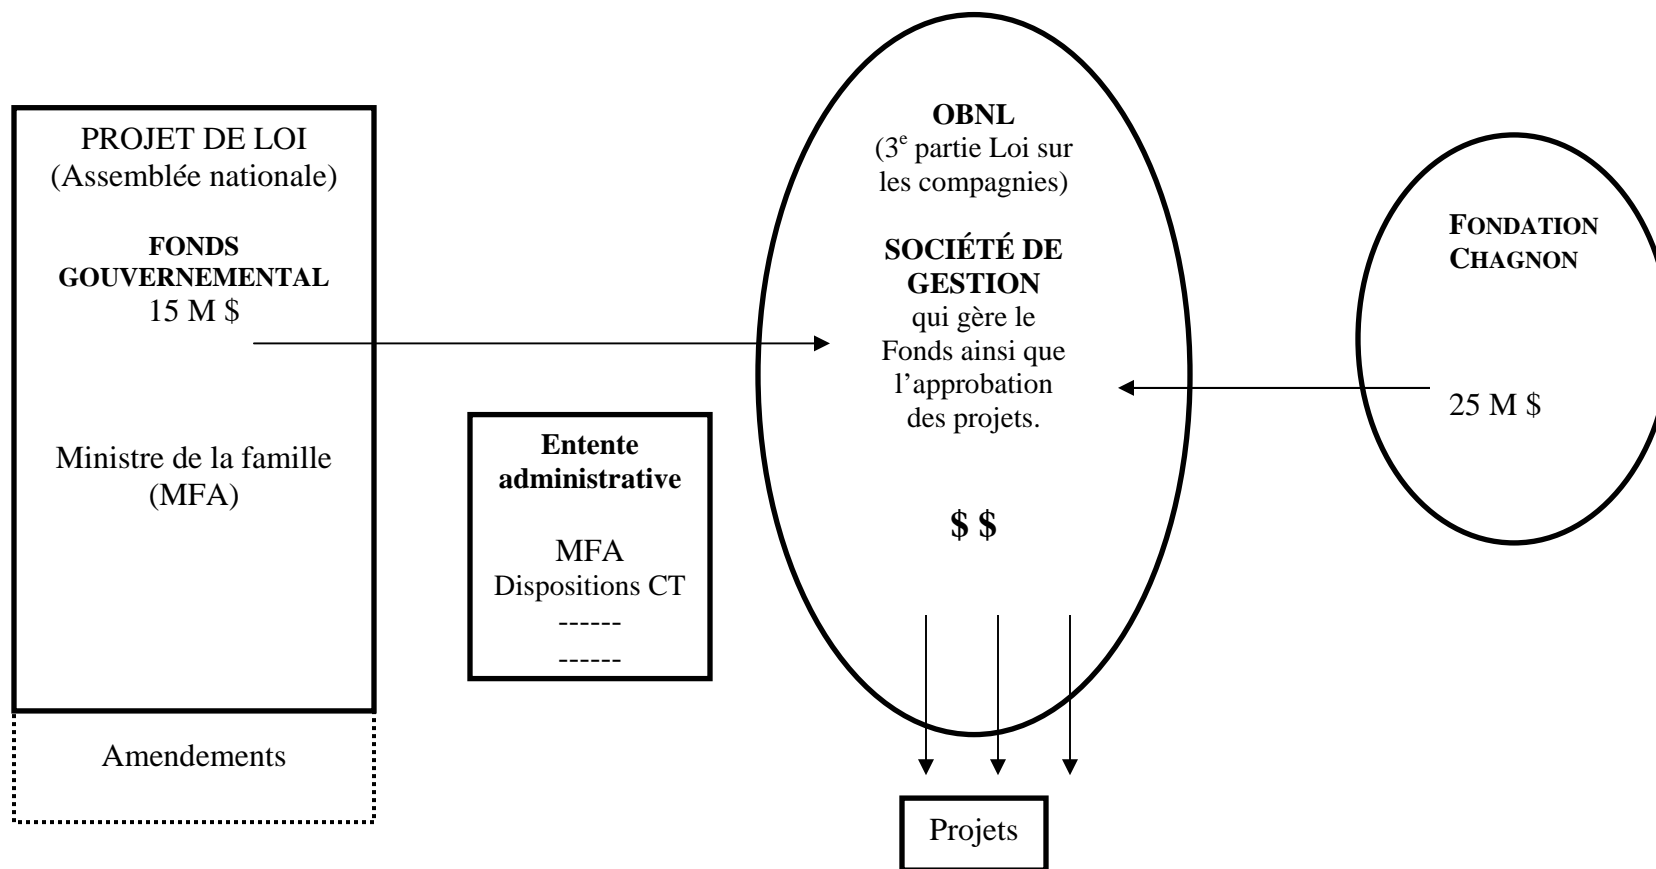 PROJET DE LOI
(Assemblée nationale)
FONDS
GOUVERNEMENTAL
15 M $
Ministre de la famille
(MFA)
Amendements
Entente
administrative
MFA
Dispositions CT
------
------
OBNL
(3e partie Loi sur
les compagnies)
SOCIÉTÉ DE
GESTION
qui gère le
Fonds ainsi que
l’approbation
des projets.
$ $
Projets
FONDATION
CHAGNON
25 M $